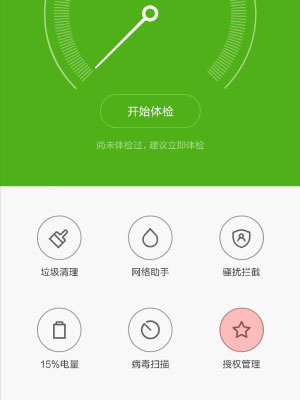 开始体检
尚未体检过，建议立即体检
垃圾清理
网络助手
骚扰拦截
15%电量
病毒扫描
授权管理